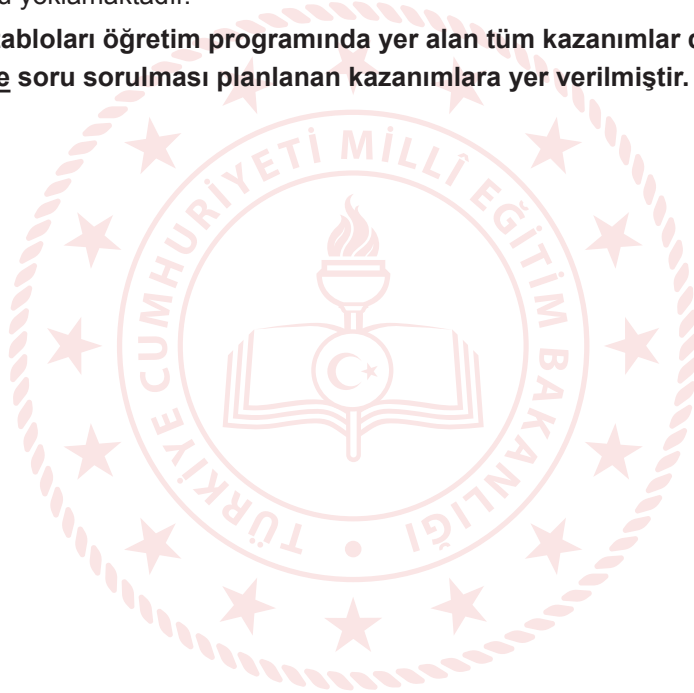 yoklamaktadır.
tabloları öğretim programında yer alan tüm kazanımlar
soru sorulması planlanan kazanımlara yer verilmiştir.
TÜRKİYE CUMHURİYETİ MİLLÎ EĞİTİM BAKANLIĞI